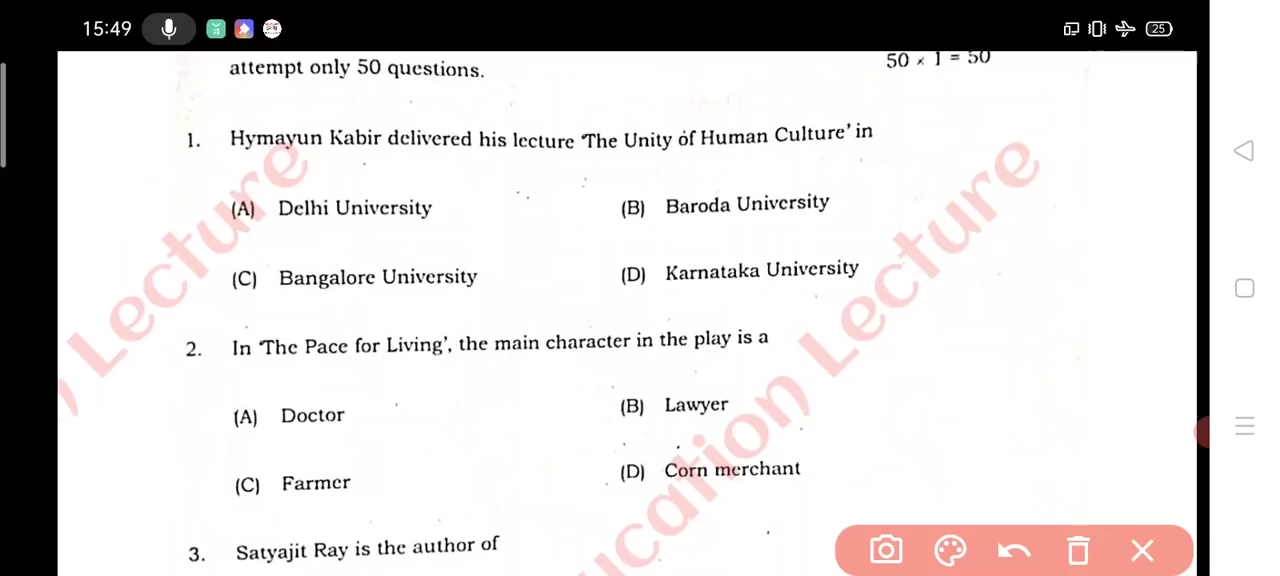 15:49
25
attempt only 50 questions.
50 × 1 = 50
1. Hymayun Kabir delivered his lecture 'The Unity of Human Culture' in
(A) Delhi University
(B) Baroda University
(C) Bangalore University
(D) Karnataka University
2. In 'The Pace for Living', the main character in the play is a
(A) Doctor
(B) Lawyer
(C) Farmer
(D) Corn merchant
3. Satyajit Ray is the author of
Lecture
ucation Lecture